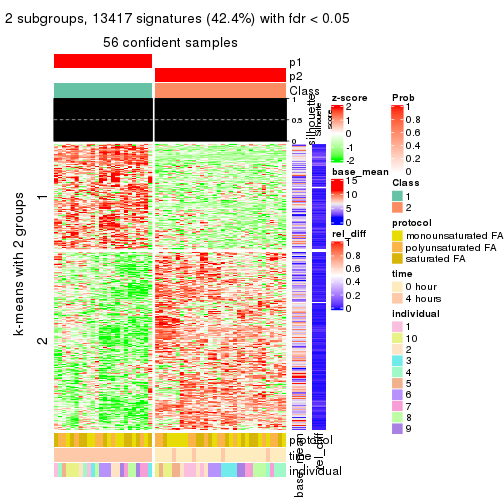 2 subgroups, 13417 signatures (42.4%) with fdr < 0.05
56 confident samples
p1
p2
Class
silhouette
1
0.5
0
Silhouette
score
k-means with 2 groups
1
2
protocol
time
individual
base_mean
rel_diff
z-score
2
1
0
-1
-2
base_mean
15
10
5
0
rel_diff
1
0.8
0.6
0.4
0.2
0
Prob
1
0.8
0.6
0.4
0.2
0
Class
1
2
protocol
monounsaturated FA
polyunsaturated FA
saturated FA
time
0 hour
4 hours
individual
1
10
2
3
4
5
6
7
8
9